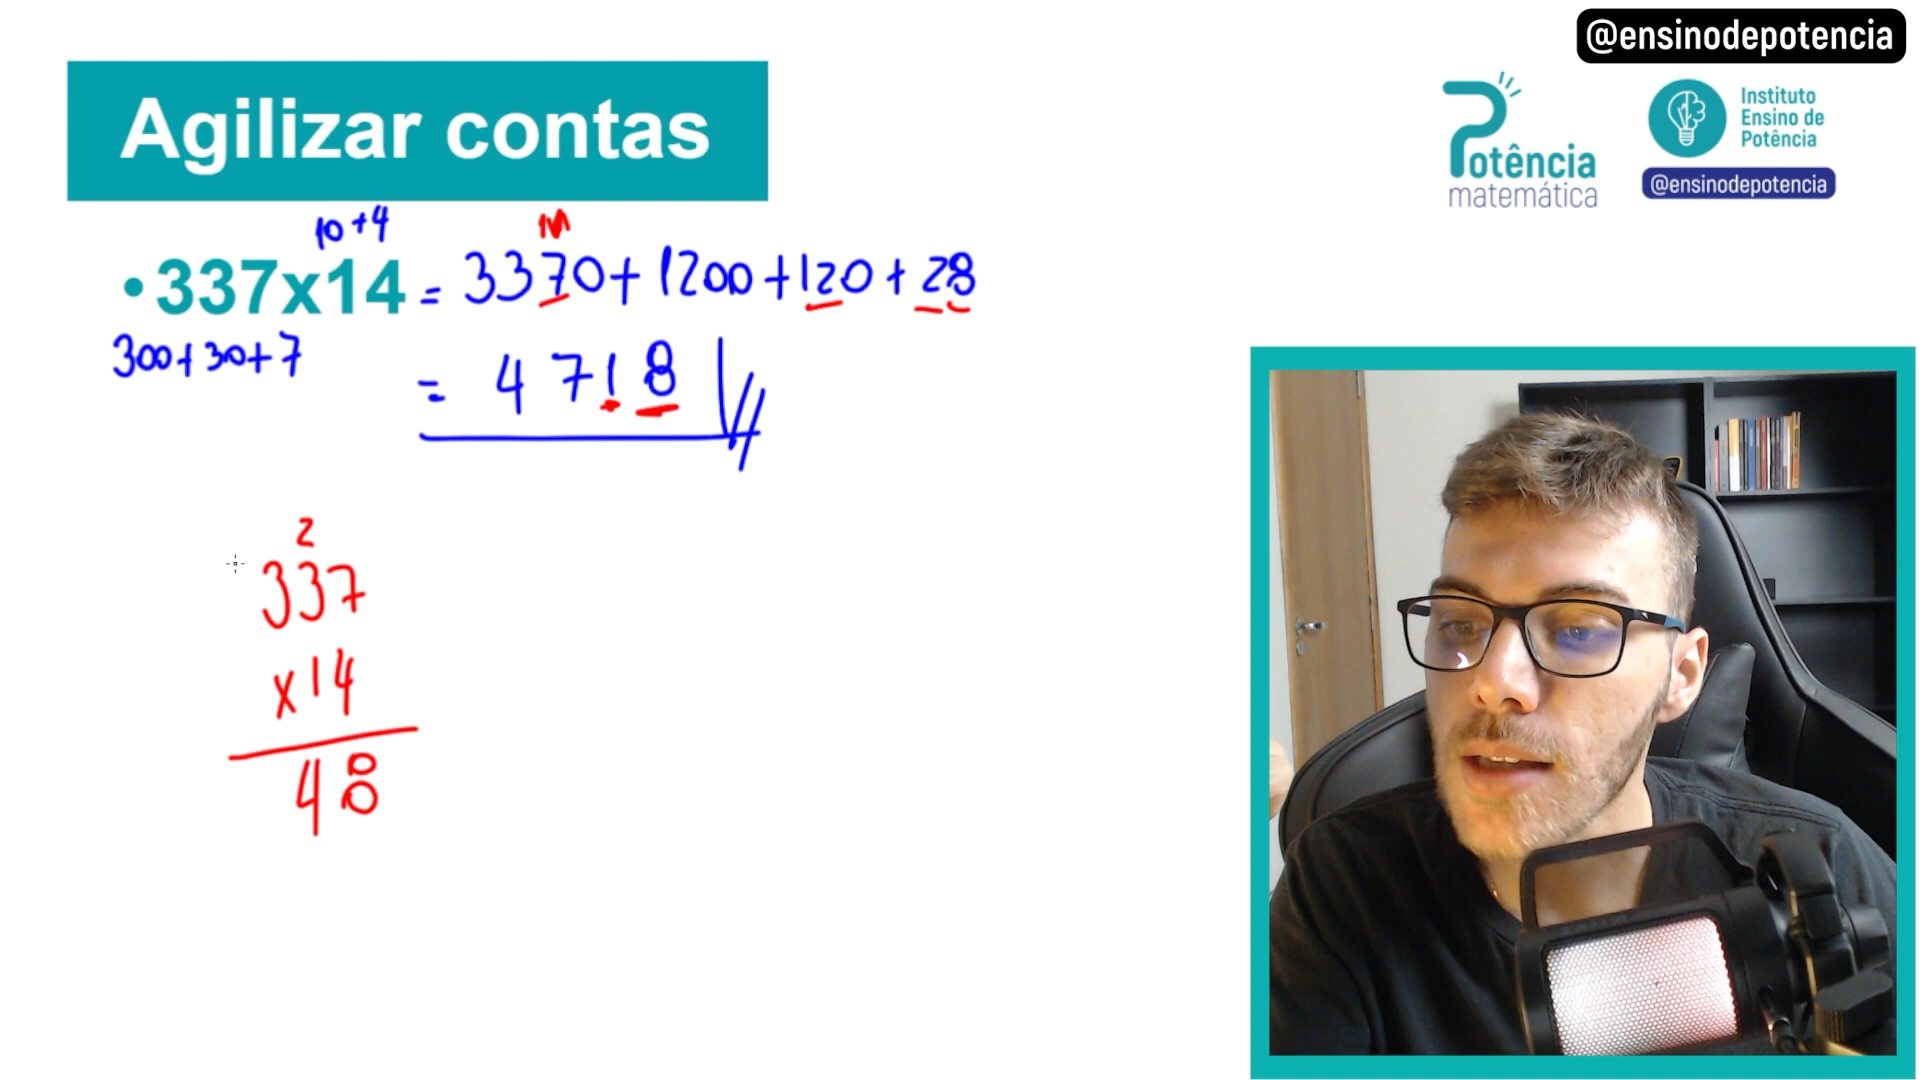 @ensinodepotencia
Agilizar contas
Potência
matemática
Instituto
Ensino de
Potência
@ensinodepotencia
10+4
•337x14 = 3370+1200+120+28
300+30+7
= 4718
2
337
x14
48